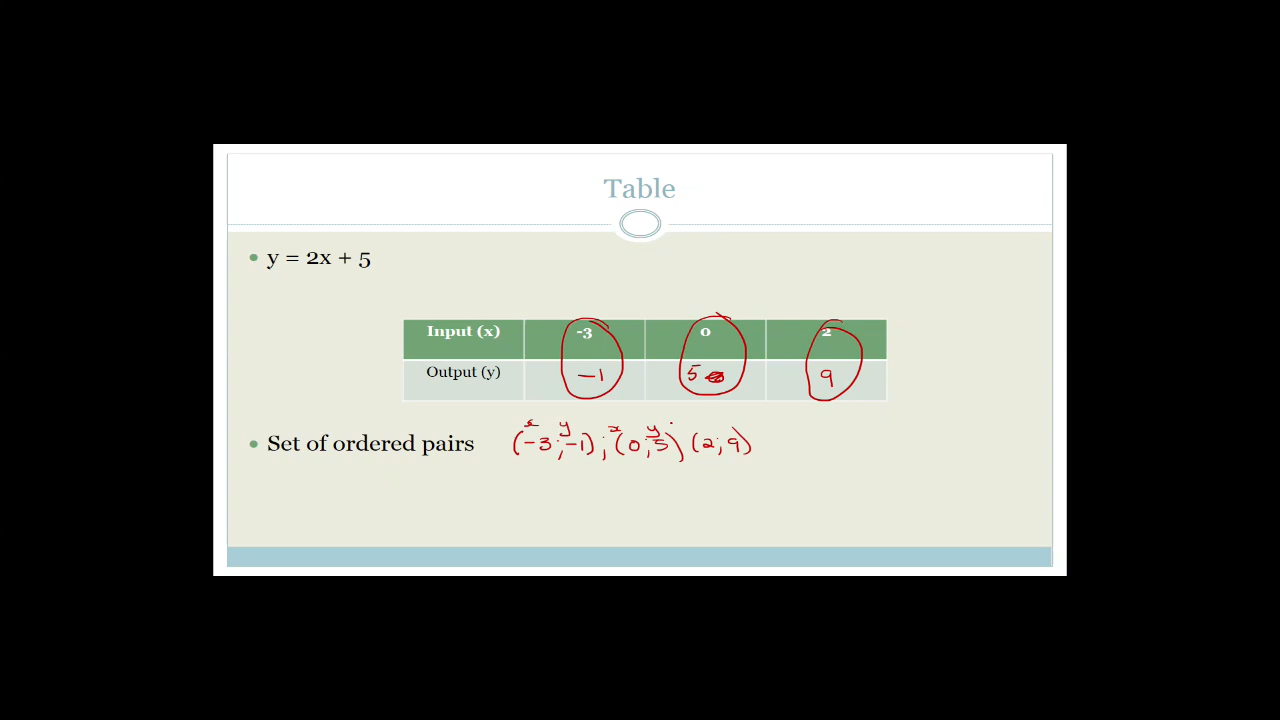 Table
y = 2x + 5
Input (x) -3 0 2
Output (y) -1 5 9
x y x y
Set of ordered pairs (-3;-1);(0;5) (2;9)